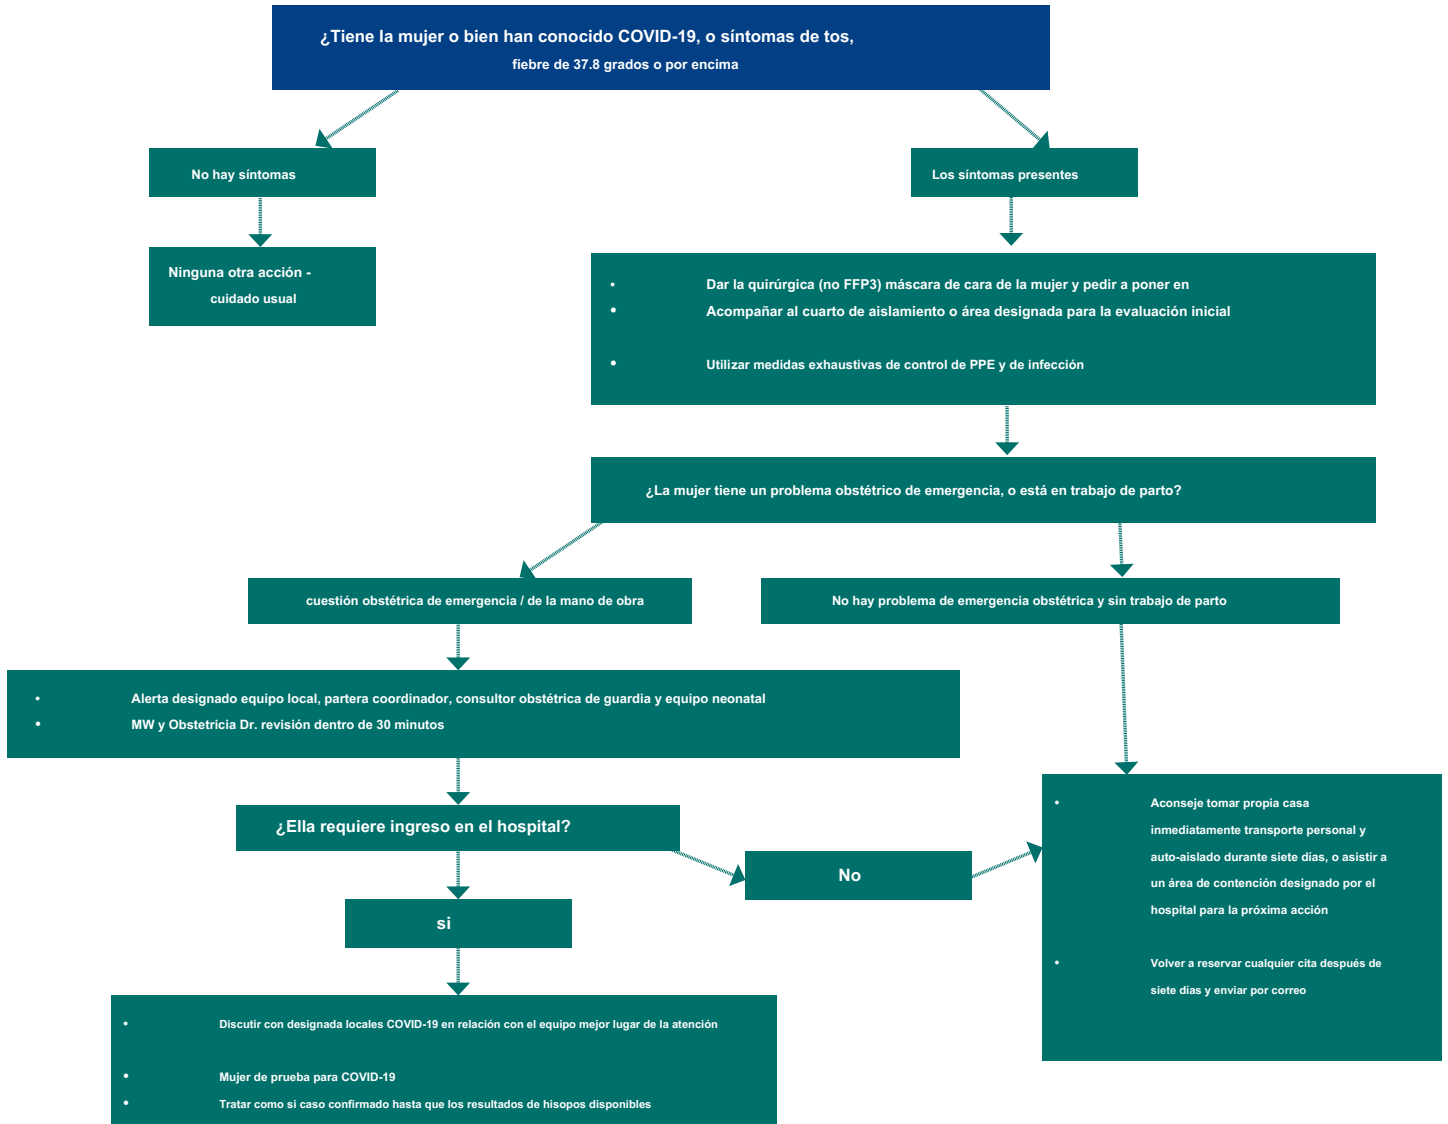 ¿Tiene la mujer o bien han conocido COVID-19, o síntomas de tos,
fiebre de 37.8 grados o por encima
No hay síntomas
Los síntomas presentes
Ninguna otra acción -
cuidado usual
• Dar la quirúrgica (no FFP3) máscara de cara de la mujer y pedir a poner en
• Acompañar al cuarto de aislamiento o área designada para la evaluación inicial
• Utilizar medidas exhaustivas de control de PPE y de infección
¿La mujer tiene un problema obstétrico de emergencia, o está en trabajo de parto?
cuestión obstétrica de emergencia / de la mano de obra
No hay problema de emergencia obstétrica y sin trabajo de parto
• Alerta designado equipo local, partera coordinador, consultor obstétrica de guardia y equipo neonatal
• MW y Obstetricia Dr. revisión dentro de 30 minutos
¿Ella requiere ingreso en el hospital?
No
si
• Aconseje tomar propia casa
inmediatamente transporte personal y
auto-aislado durante siete días, o asistir a
un área de contención designado por el
hospital para la próxima acción
• Volver a reservar cualquier cita después de
siete días y enviar por correo
• Discutir con designada locales COVID-19 en relación con el equipo mejor lugar de la atención
• Mujer de prueba para COVID-19
• Tratar como si caso confirmado hasta que los resultados de hisopos disponibles